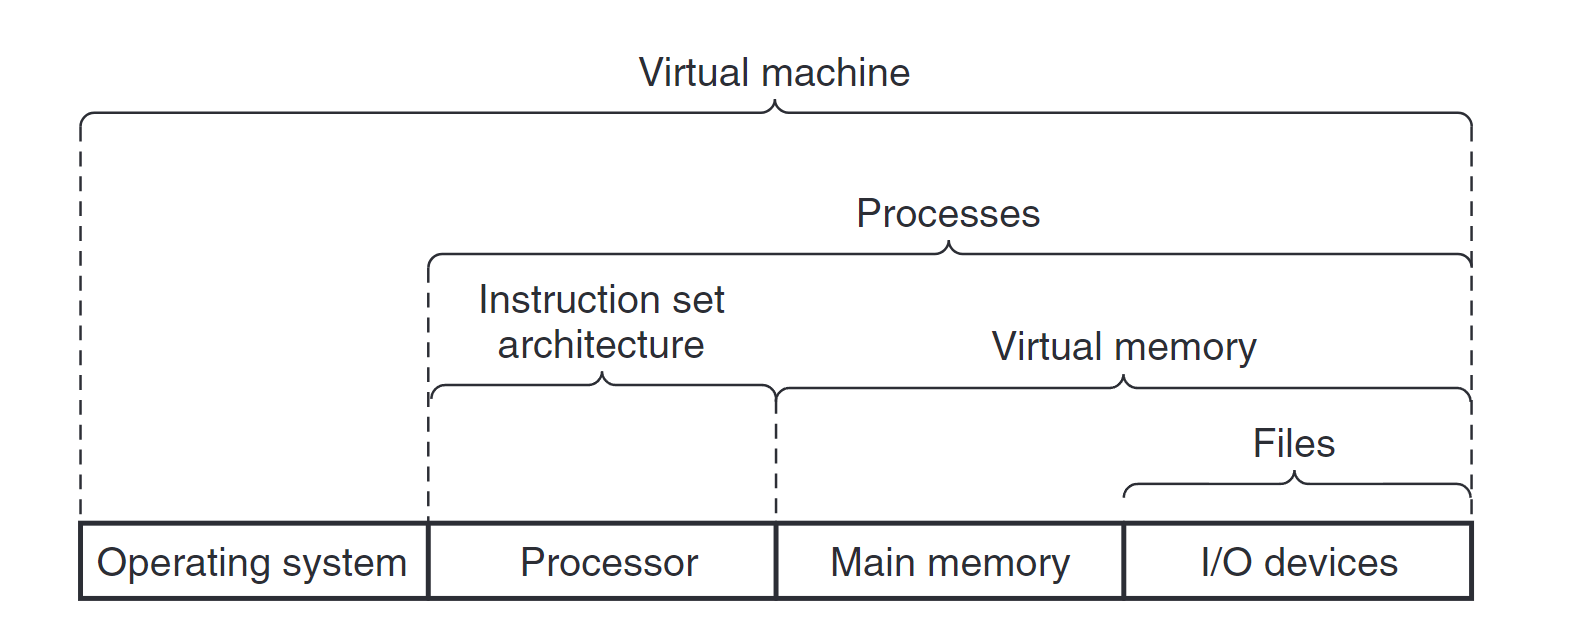 Virtual machine
Processes
Instruction set
architecture
Virtual memory
Files
Operating system
Processor
Main memory
I/O devices